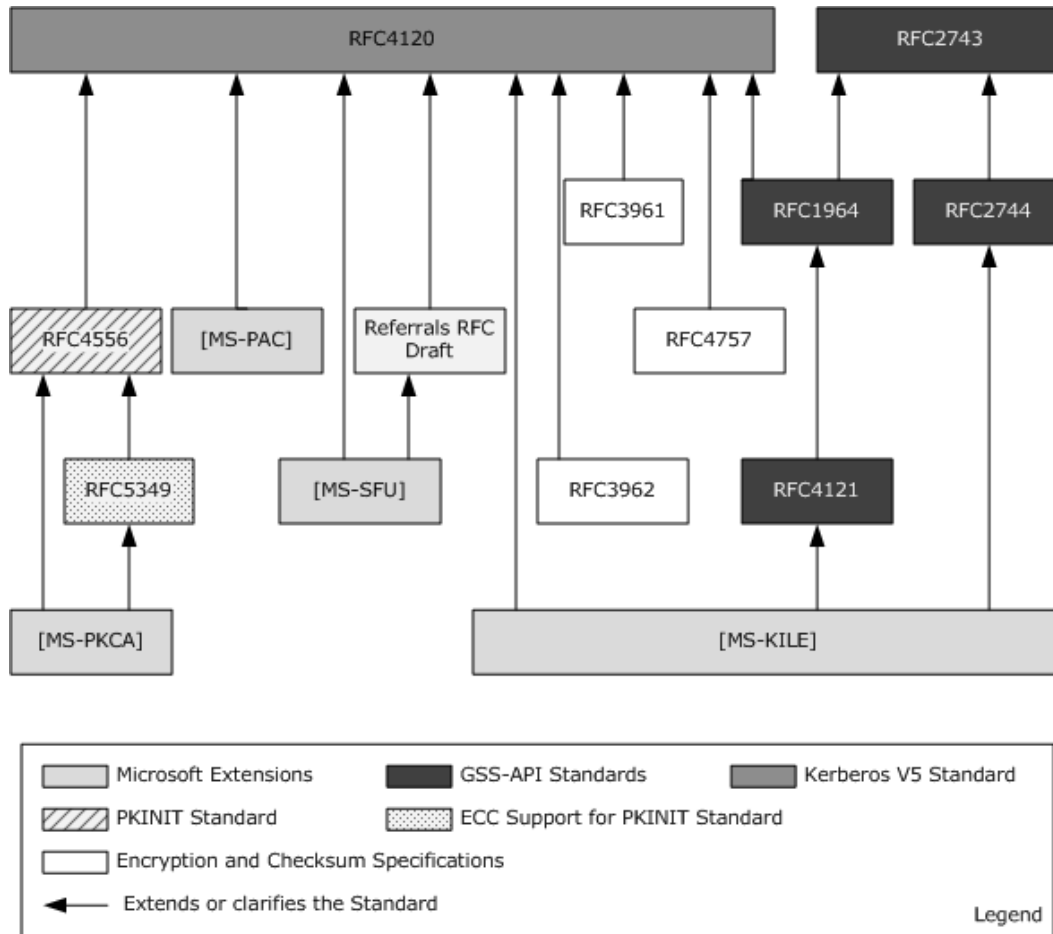 RFC4120
RFC2743
RFC3961
RFC1964
RFC2744
RFC4556
[MS-PAC]
Referrals RFC
Draft
RFC4757
RFC5349
[MS-SFU]
RFC3962
RFC4121
[MS-PKCA]
[MS-KILE]
Microsoft Extensions
GSS-API Standards
Kerberos V5 Standard
PKINIT Standard
ECC Support for PKINIT Standard
Encryption and Checksum Specifications
Extends or clarifies the Standard
Legend